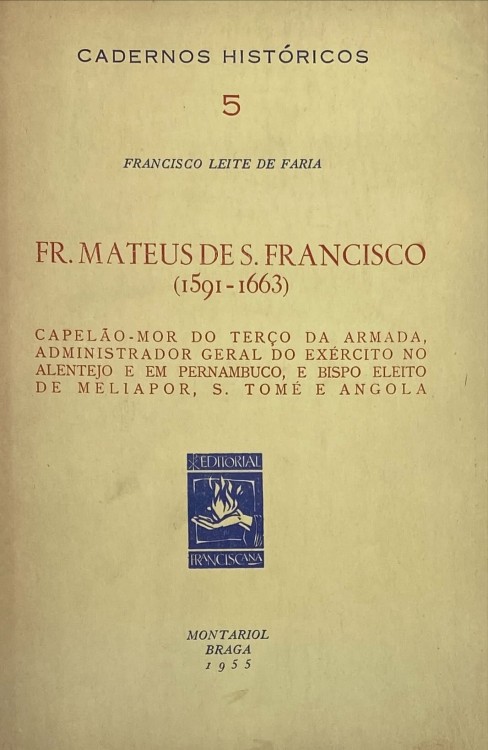 CADERNOS HISTÓRICOS
5
FRANCISCO LEITE DE FARIA
FR. MATEUS DE S. FRANCISCO
(1591-1663)
CAPELÃO-MOR DO TERÇO DA ARMADA,
ADMINISTRADOR GERAL DO EXÉRCITO NO
ALENTEJO E EM PERNAMBUCO, E BISPO ELEITO
DE MELIAPOR, S. TOMÉ E ANGOLA
EDITORIAL
FRANCISCANA
MONTARIOL
BRAGA
1955